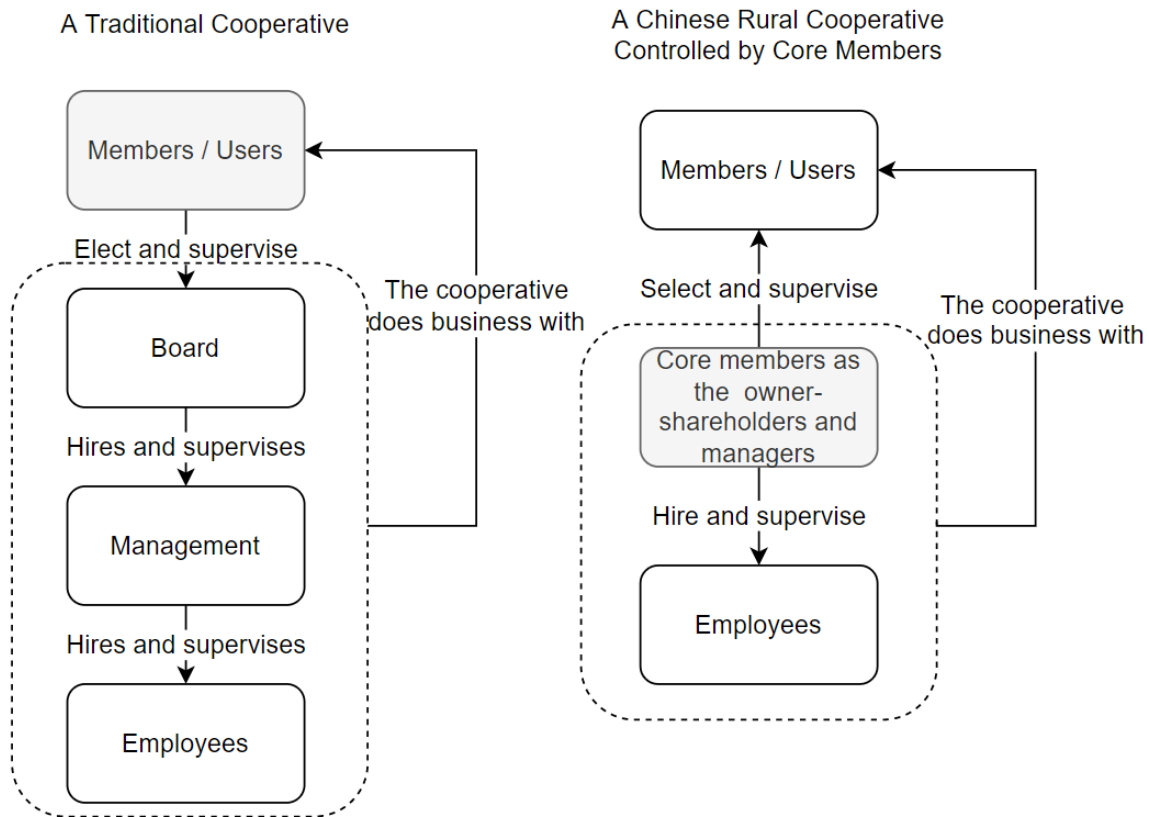 A Traditional Cooperative
Members / Users
Elect and supervise
Board
Hires and supervises
Management
Hires and supervises
Employees
The cooperative
does business with
A Chinese Rural Cooperative
Controlled by Core Members
Members / Users
Select and supervise
Core members as
the owner-
shareholders and
managers
Hire and supervise
Employees
The cooperative
does business with